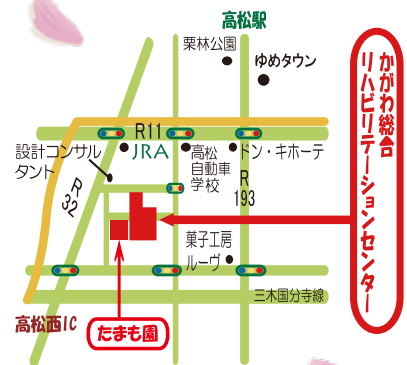 高松駅
栗林公園
ゆめタウン
かがわ総合
リハビリテーションセンター
R11
設計コンサル
タント
JRA
高松
自動車
学校
ドン・キホーテ
R
193
R-32
菓子工房
ルーヴ
三木国分寺線
高松西IC
たまも園